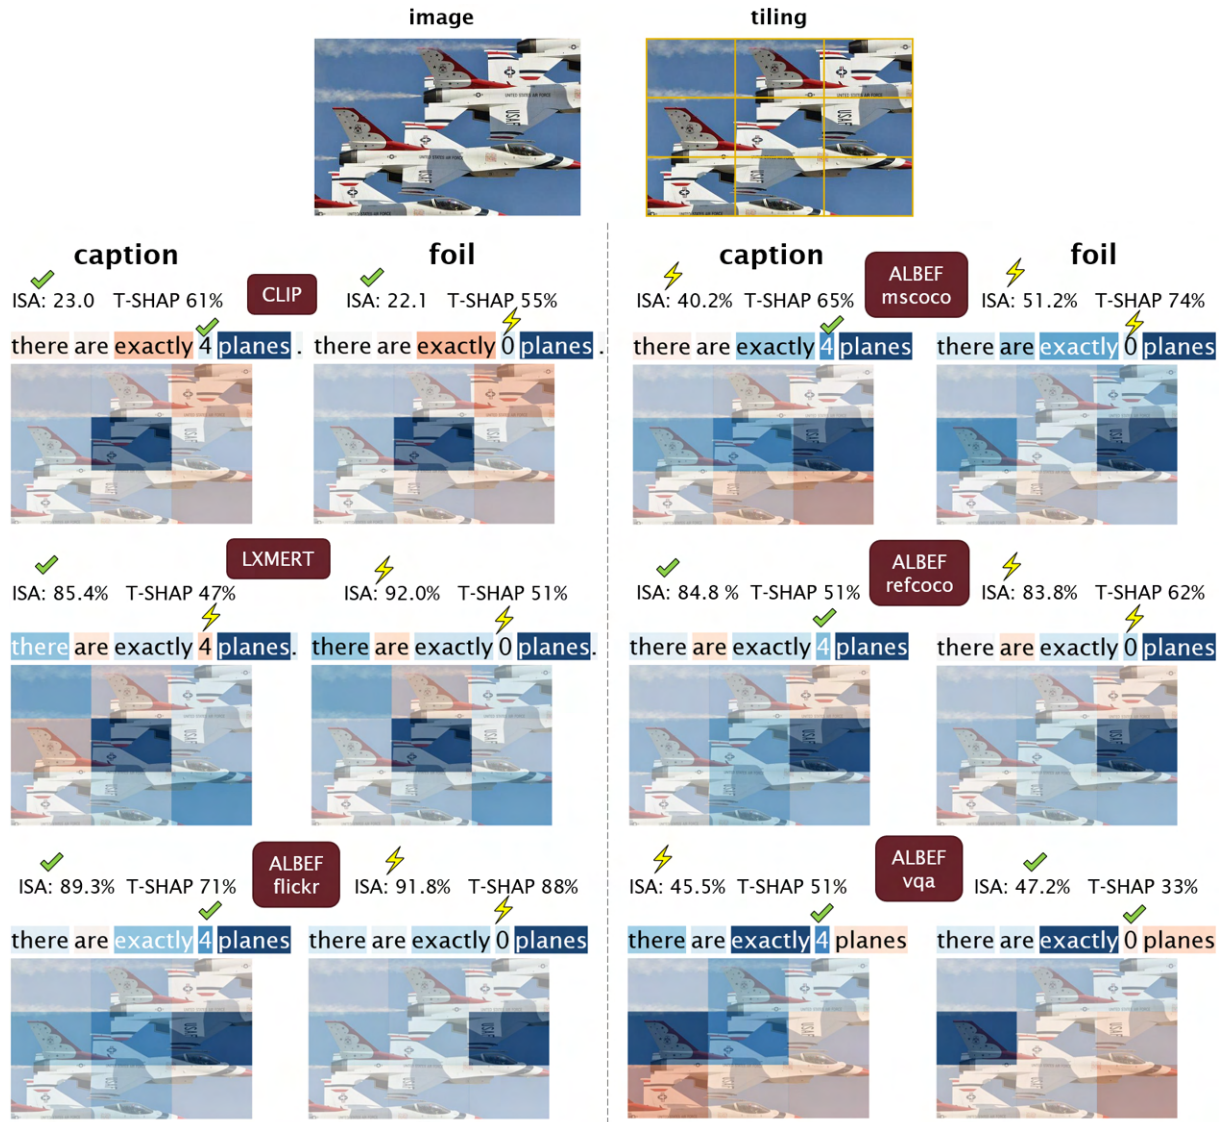 image
tiling
caption
foil
ISA: 23.0 T-SHAP 61%
CLIP
ISA: 22.1 T-SHAP 55%
there are exactly 4 planes .
there are exactly 0 planes .
LXMERT
ISA: 85.4% T-SHAP 47%
ISA: 92.0% T-SHAP 51%
there are exactly 4 planes.
there are exactly 0 planes.
ALBEF
flickr
ISA: 89.3% T-SHAP 71%
ISA: 91.8% T-SHAP 88%
there are exactly 4 planes
there are exactly 0 planes
caption
foil
ALBEF
mscoco
ISA: 40.2% T-SHAP 65%
ISA: 51.2% T-SHAP 74%
there are exactly 4 planes
there are exactly 0 planes
ALBEF
refcoco
ISA: 84.8 % T-SHAP 51%
ISA: 83.8% T-SHAP 62%
there are exactly 4 planes
there are exactly 0 planes
ALBEF
vqa
ISA: 45.5% T-SHAP 51%
ISA: 47.2% T-SHAP 33%
there are exactly 4 planes
there are exactly 0 planes